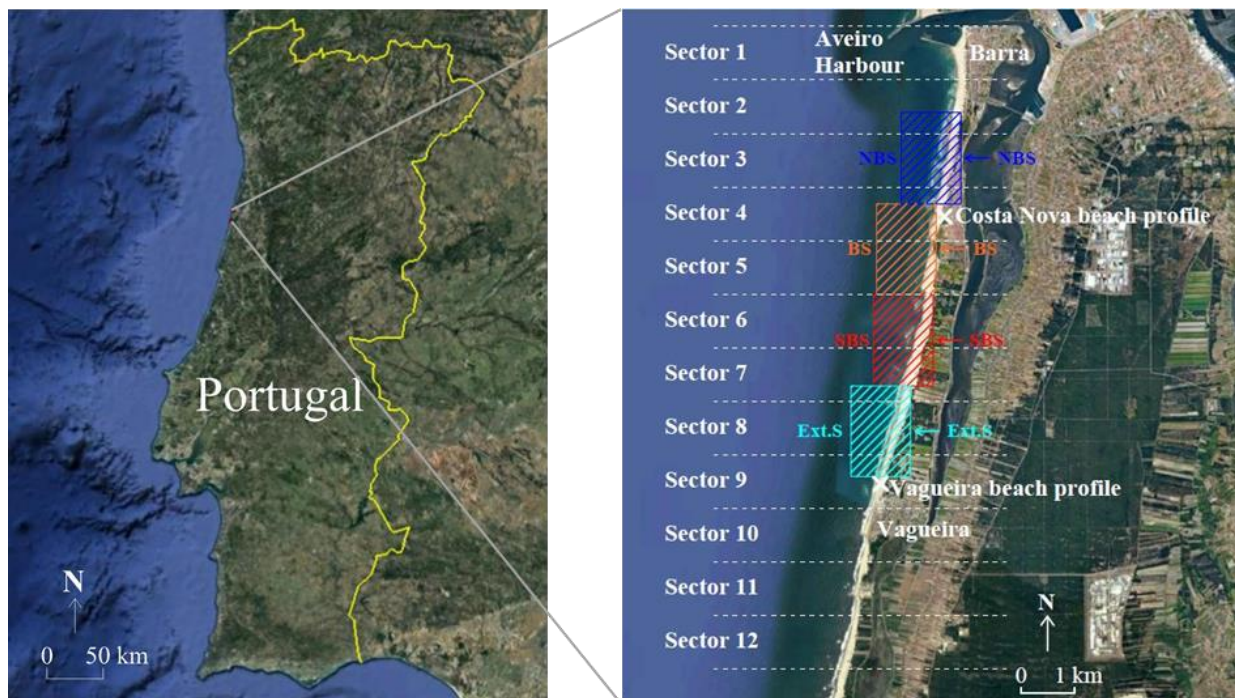 Portugal
N
0 50 km
Sector 1
Aveiro
Harbour
Barra
Sector 2
Sector 3
NBS
NBS
Sector 4
Costa Nova beach profile
BS
BS
Sector 5
Sector 6
SBS
SBS
Sector 7
Sector 8
Ext.S
Ext.S
Sector 9
Vagueira beach profile
Sector 10
Vagueira
Sector 11
N
Sector 12
0 1 km